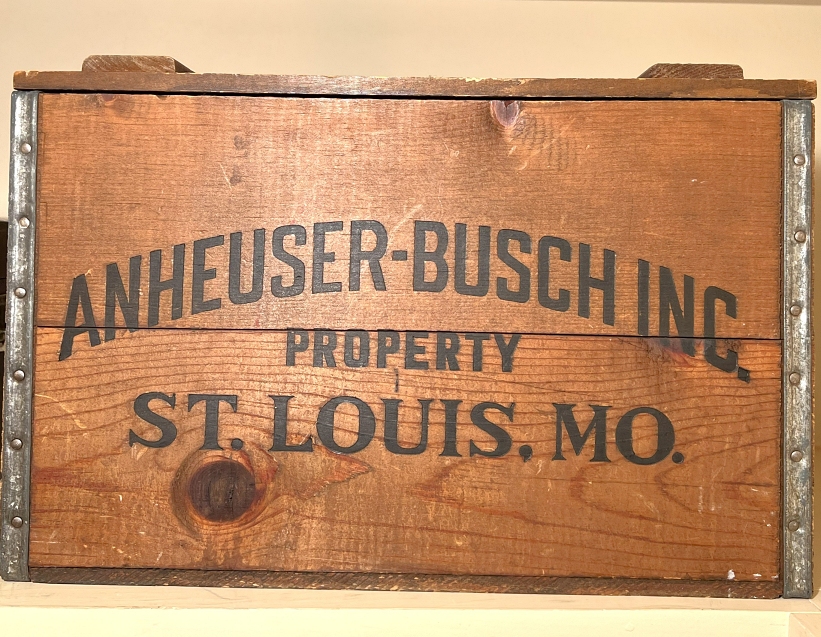 ANHEUSER-BUSCH INC.
PROPERTY
ST. LOUIS, MO.